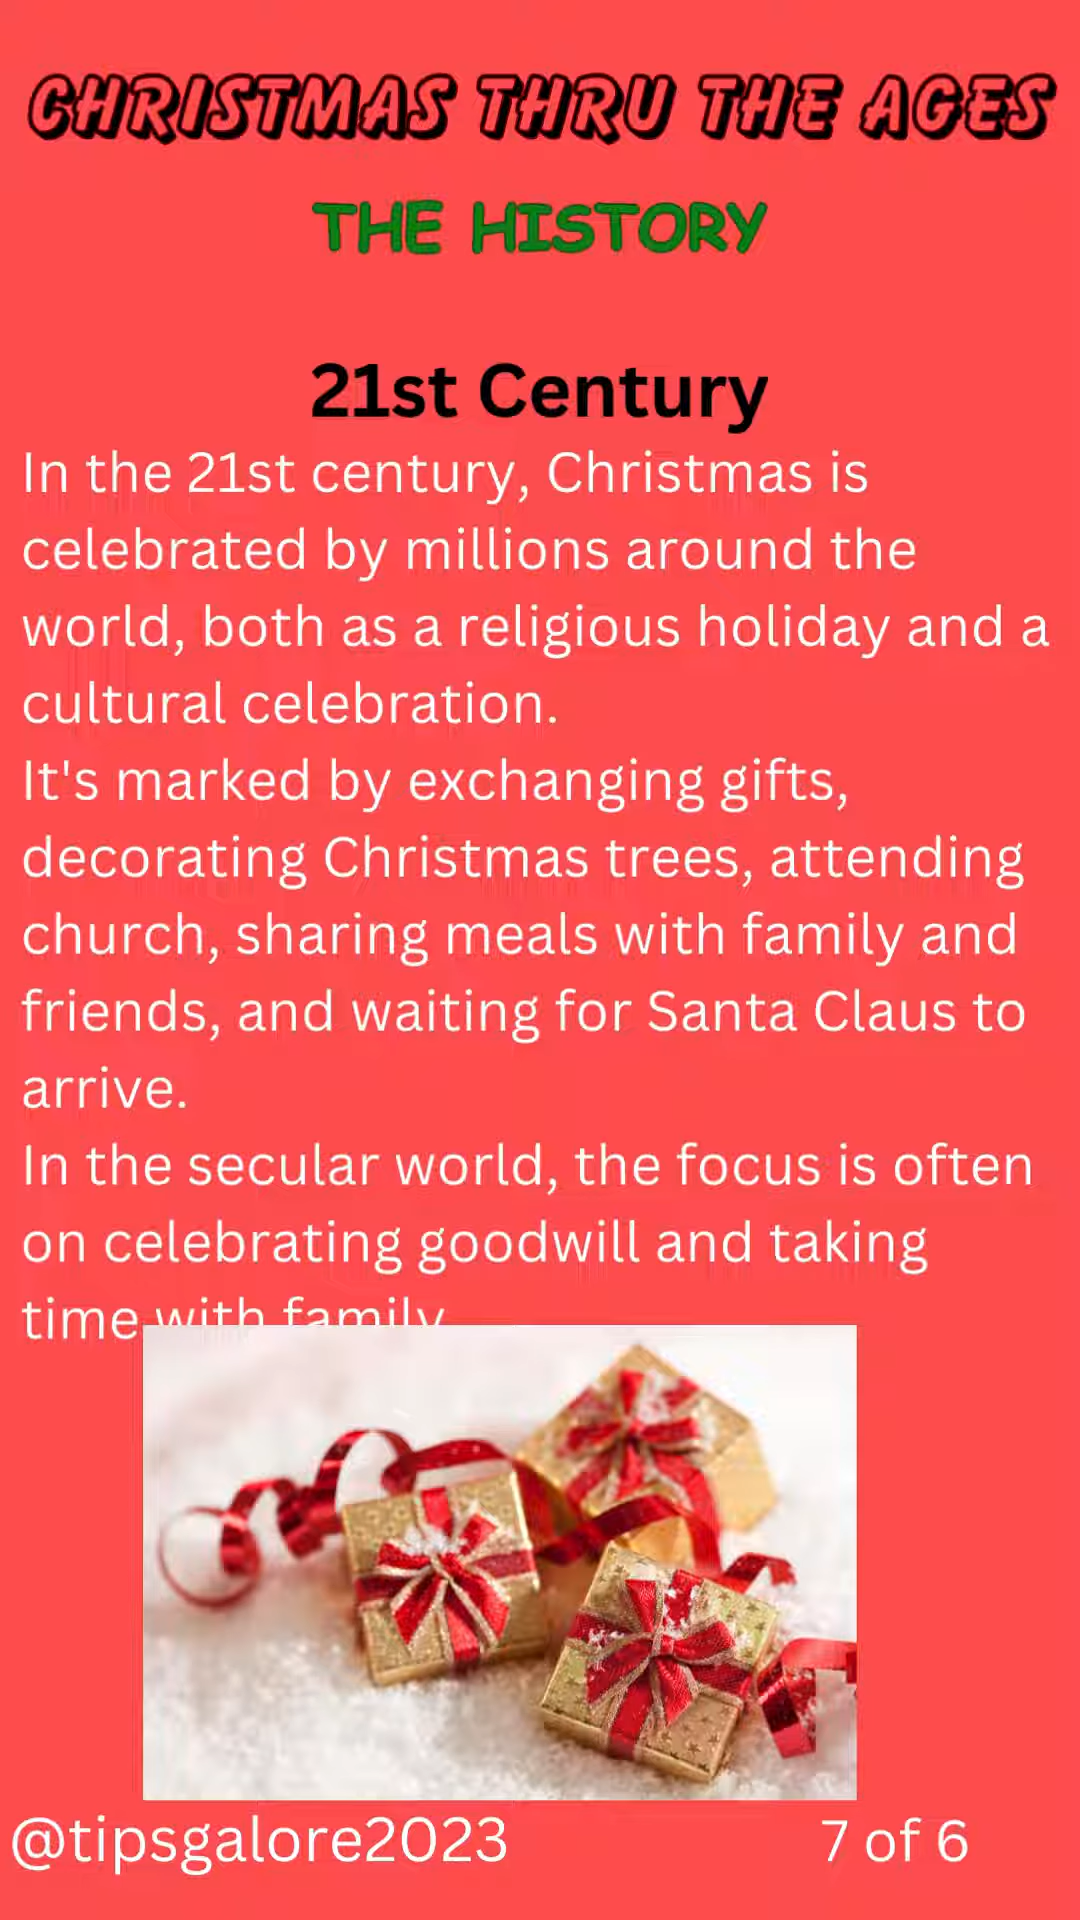 CHRISTMAS THRU THE AGES
THE HISTORY
21st Century
In the 21st century, Christmas is
celebrated by millions around the
world, both as a religious holiday and a
cultural celebration.
It's marked by exchanging gifts,
decorating Christmas trees, attending
church, sharing meals with family and
friends, and waiting for Santa Claus to
arrive.
In the secular world, the focus is often
on celebrating goodwill and taking
time with family
@tipsgalore2023
7 of 6